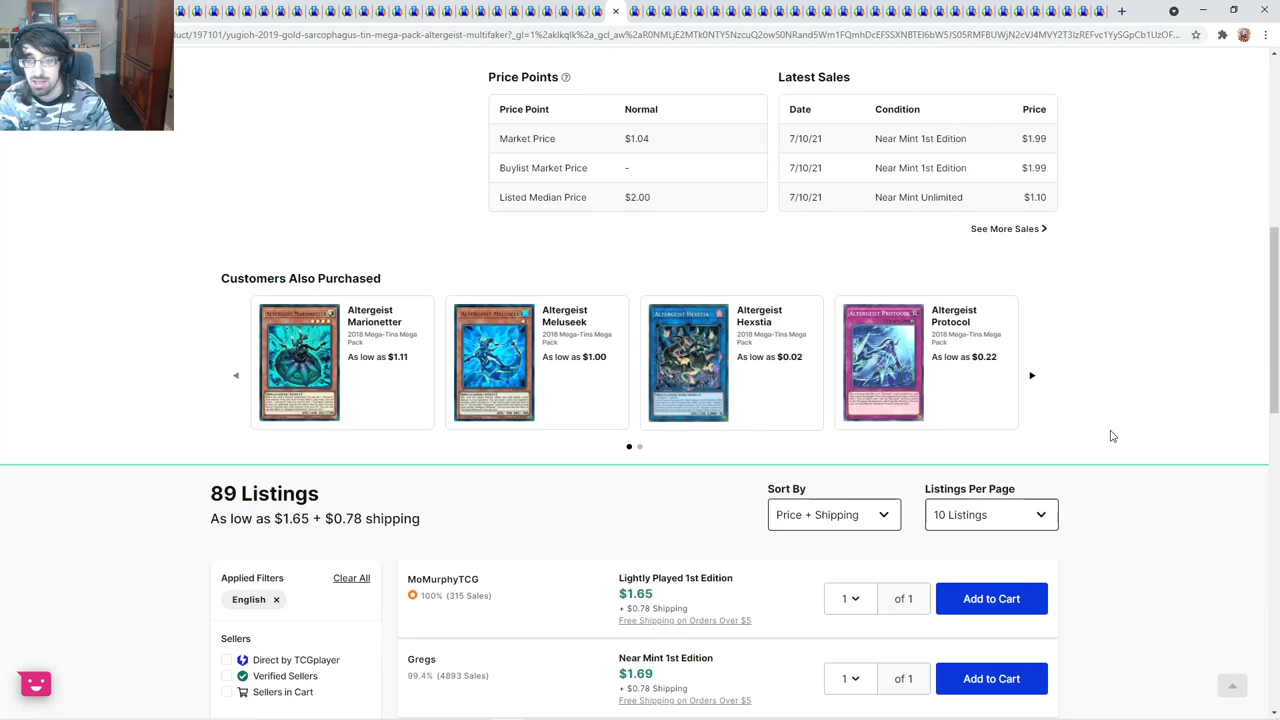 Price Points
Latest Sales
Price Point Normal
Market Price $1.04
Buylist Market Price -
Listed Median Price $2.00
Date Condition Price
7/10/21 Near Mint 1st Edition $1.99
7/10/21 Near Mint 1st Edition $1.99
7/10/21 Near Mint Unlimited $1.10
See More Sales
Customers Also Purchased
ALTERGEIST MARIONETTER
Altergeist
Marionetter
2018 Mega-Tins Mega
Pack
As low as $1.11
ALTERGEIST MELUSEEK
Altergeist
Meluseek
2018 Mega-Tins Mega
Pack
As low as $1.00
ALTERGEIST HEXSTIA
Altergeist
Hexstia
2018 Mega-Tins Mega
Pack
As low as $0.02
ALTERGEIST PROTOCOL
Altergeist
Protocol
2018 Mega-Tins Mega
Pack
As low as $0.22
89 Listings
As low as $1.65 + $0.78 shipping
Sort By
Price + Shipping
Listings Per Page
10 Listings
Applied Filters Clear All
English
Sellers
Direct by TCGplayer
Verified Sellers
Sellers in Cart
MoMurphyTCG
100% (315 Sales)
Lightly Played 1st Edition
$1.65
+ $0.78 Shipping
Free Shipping on Orders Over $5
1 of 1 Add to Cart
Gregs
99.4% (4893 Sales)
Near Mint 1st Edition
$1.69
+ $0.78 Shipping
Free Shipping on Orders Over $5
1 of 1 Add to Cart